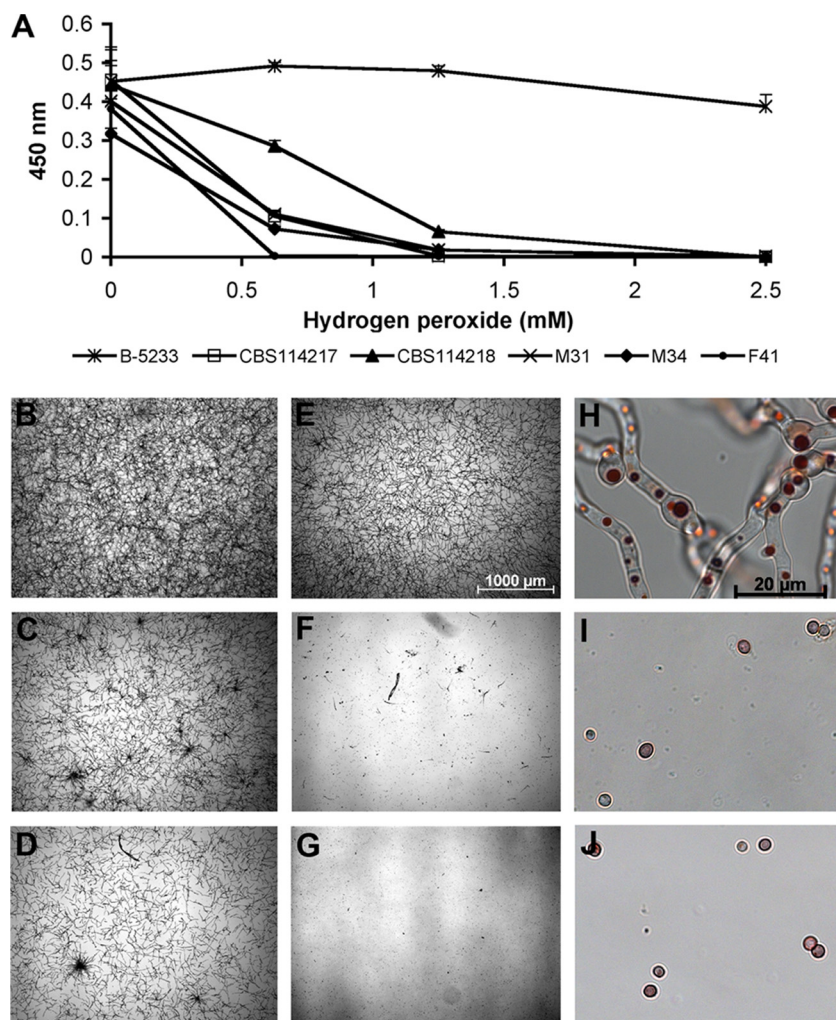 A
0.6
0.5
0.4
0.3
0.2
0.1
0
450 nm
0 0.5 1 1.5 2 2.5
Hydrogen peroxide (mM)
B-5233 CBS114217 CBS114218 M31 M34 F41
B E H
1000 µm
20 µm
C F I
D G J